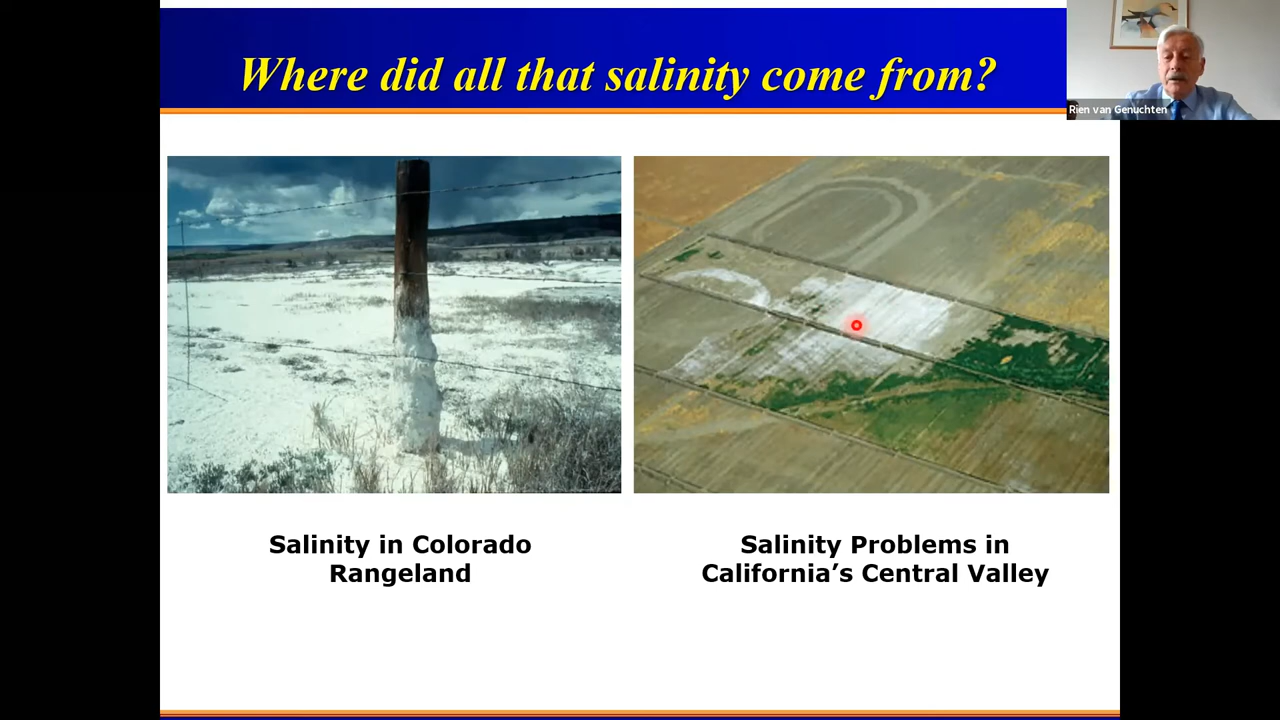 Where did all that salinity come from?
Rien van Genuchten
Salinity in Colorado
Rangeland
Salinity Problems in
California’s Central Valley